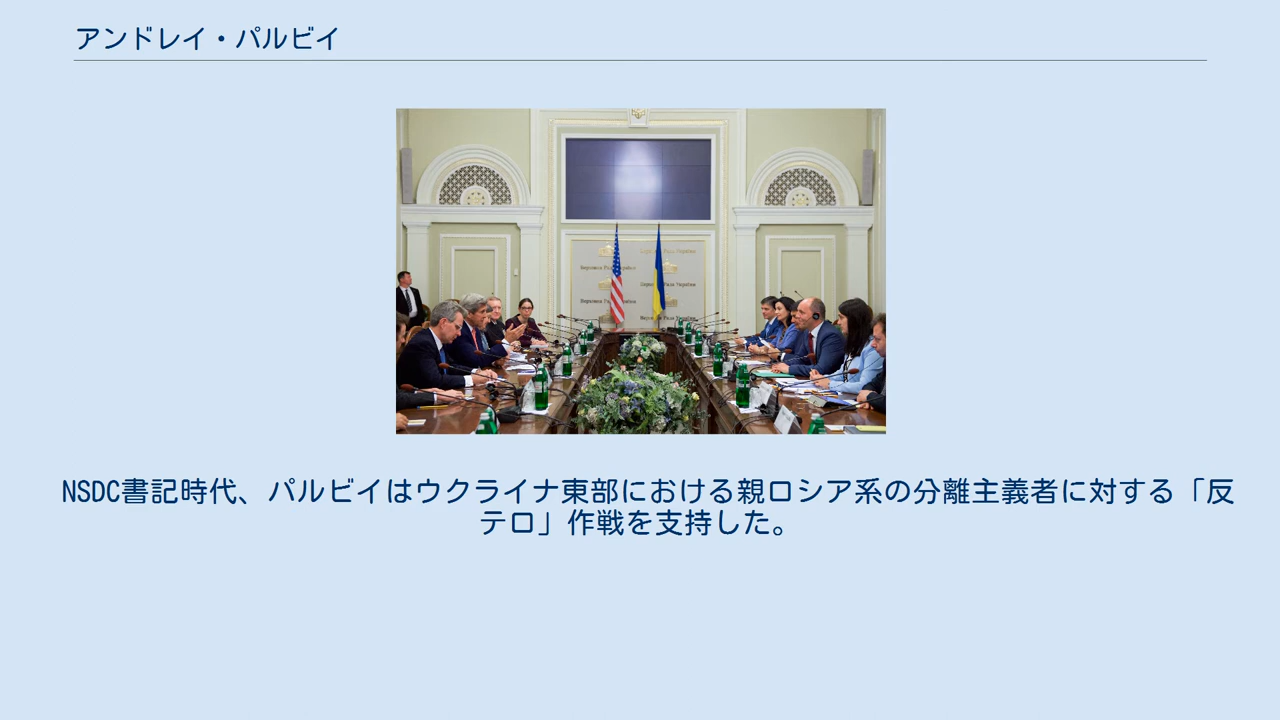 アンドレイ・パルビイ
Верховна Рада України
NSDC書記時代、パルビイはウクライナ東部における親ロシア系の分離主義者に対する「反
テロ」作戦を支持した。